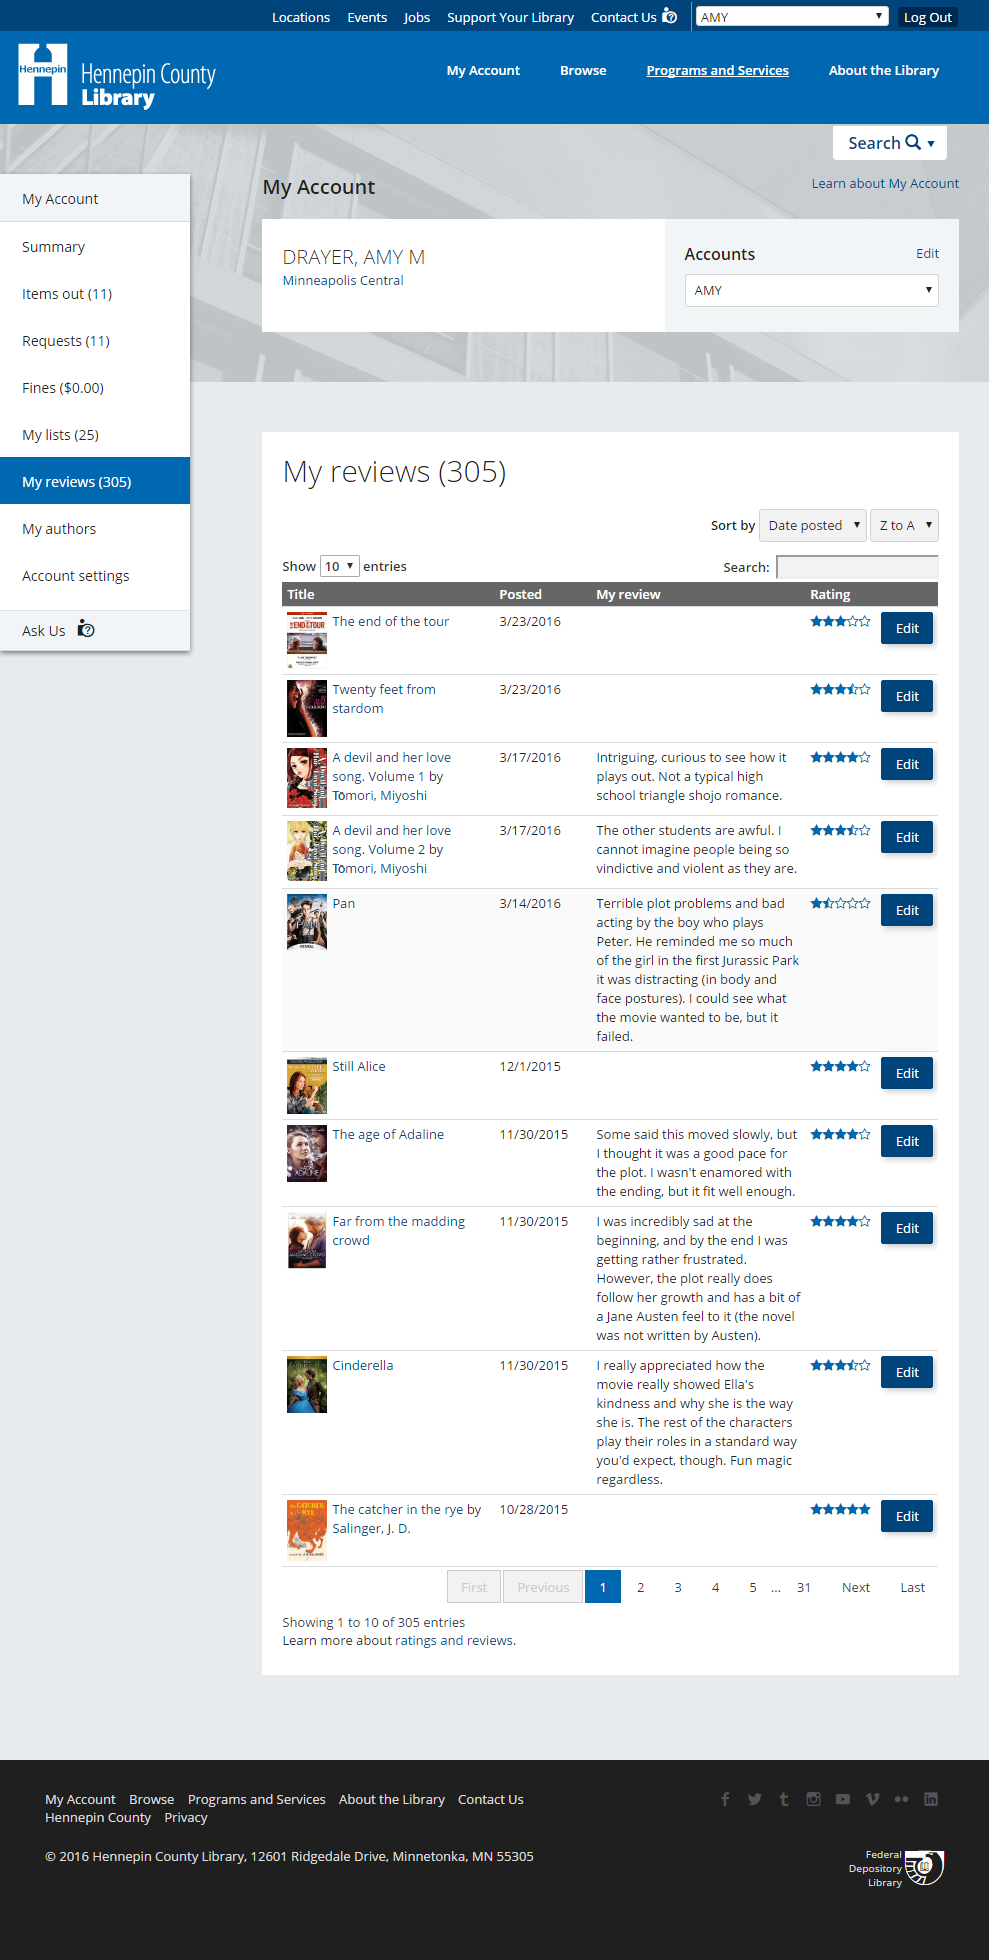 Locations Events Jobs Support Your Library Contact Us AMY Log Out
Hennepin
Hennepin County
Library
My Account Browse Programs and Services About the Library
Search
My Account
Learn about My Account
DRAYER, AMY M
Minneapolis Central
Accounts Edit
AMY
My Account
Summary
Items out (11)
Requests (11)
Fines ($0.00)
My lists (25)
My reviews (305)
My authors
Account settings
Ask Us
My reviews (305)
Sort by Date posted Z to A
Show 10 entries Search:
Title Posted My review Rating
The end of the tour 3/23/2016 Edit
Twenty feet from
stardom
3/23/2016 Edit
A devil and her love
song. Volume 1 by
Tōmori, Miyoshi
3/17/2016
Intriguing, curious to see how it
plays out. Not a typical high
school triangle shojo romance.
Edit
A devil and her love
song. Volume 2 by
Tōmori, Miyoshi
3/17/2016
The other students are awful. I
cannot imagine people being so
vindictive and violent as they are.
Edit
Pan
3/14/2016
Terrible plot problems and bad
acting by the boy who plays
Peter. He reminded me so much
of the girl in the first Jurassic Park
it was distracting (in body and
face postures). I could see what
the movie wanted to be, but it
failed.
Edit
Still Alice 12/1/2015 Edit
The age of Adaline
11/30/2015
Some said this moved slowly, but
I thought it was a good pace for
the plot. I wasn't enamored with
the ending, but it fit well enough.
Edit
Far from the madding
crowd
11/30/2015
I was incredibly sad at the
beginning, and by the end I was
getting rather frustrated.
However, the plot really does
follow her growth and has a bit of
a Jane Austen feel to it (the novel
was not written by Austen).
Edit
Cinderella
11/30/2015
I really appreciated how the
movie really showed Ella's
kindness and why she is the way
she is. The rest of the characters
play their roles in a standard way
you'd expect, though. Fun magic
regardless.
Edit
The catcher in the rye by
Salinger, J. D.
10/28/2015 Edit
First Previous 1 2 3 4 5 ... 31 Next Last
Showing 1 to 10 of 305 entries
Learn more about ratings and reviews.
My Account Browse Programs and Services About the Library Contact Us
Hennepin County Privacy
© 2016 Hennepin County Library, 12601 Ridgedale Drive, Minnetonka, MN 55305
Federal
Depository
Library